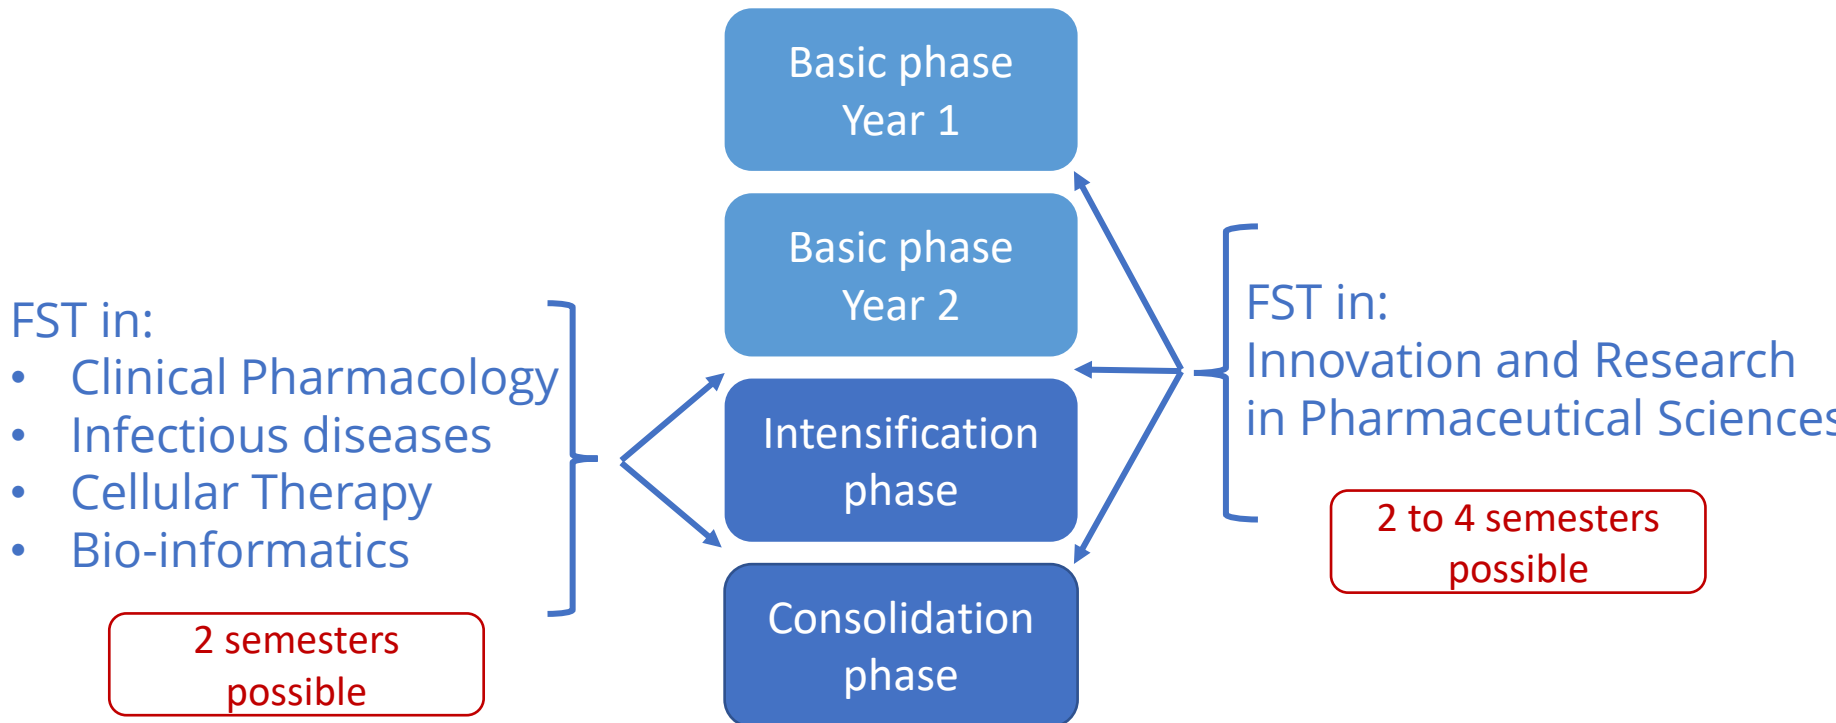 Basic phase
Year 1
Basic phase
Year 2
Intensification
phase
Consolidation
phase
FST in:
• Clinical Pharmacology
• Infectious diseases
• Cellular Therapy
• Bio-informatics
2 semesters
possible
FST in:
Innovation and Research
in Pharmaceutical Sciences
2 to 4 semesters
possible